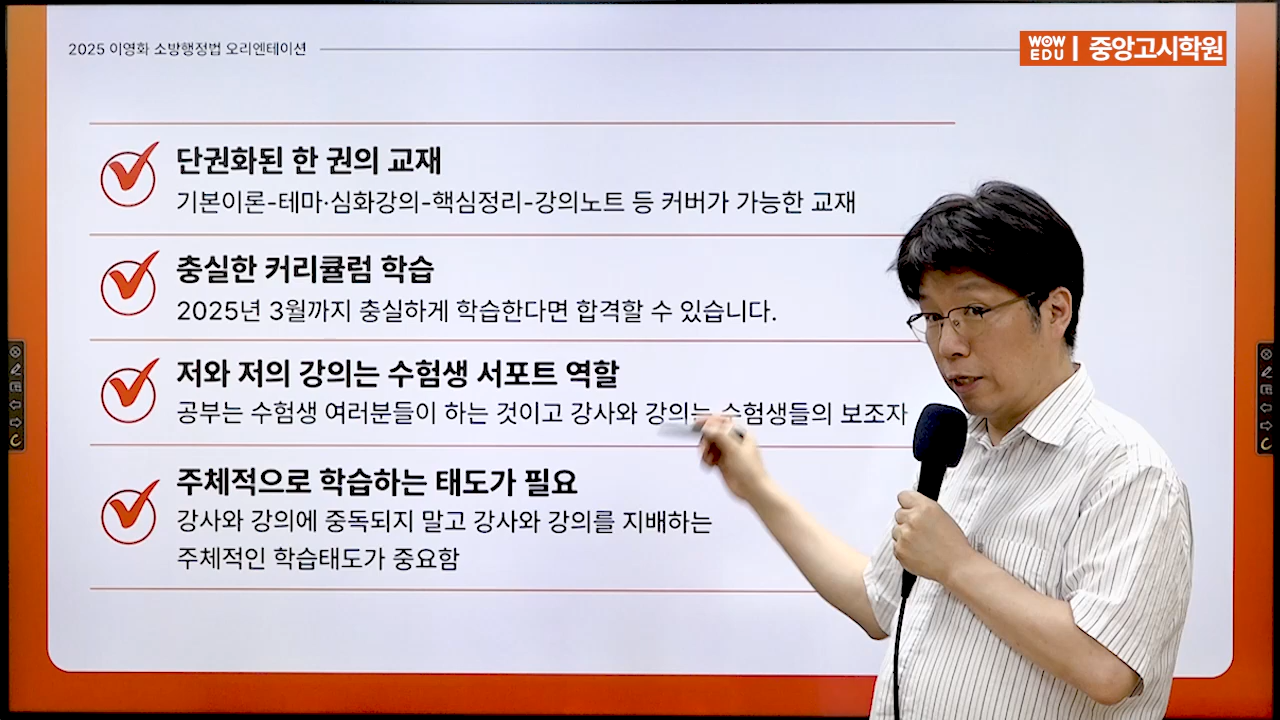 2025 이영화 소방행정법 오리엔테이션
WOW EDU | 중앙고시학원
단권화된 한 권의 교재
기본이론-테마·심화강의-핵심정리-강의노트 등 커버가 가능한 교재
충실한 커리큘럼 학습
2025년 3월까지 충실하게 학습한다면 합격할 수 있습니다.
저와 저의 강의는 수험생 서포트 역할
공부는 수험생 여러분들이 하는 것이고 강사와 강의는 수험생들의 보조자
주체적으로 학습하는 태도가 필요
강사와 강의에 중독되지 말고 강사와 강의를 지배하는
주체적인 학습태도가 중요함